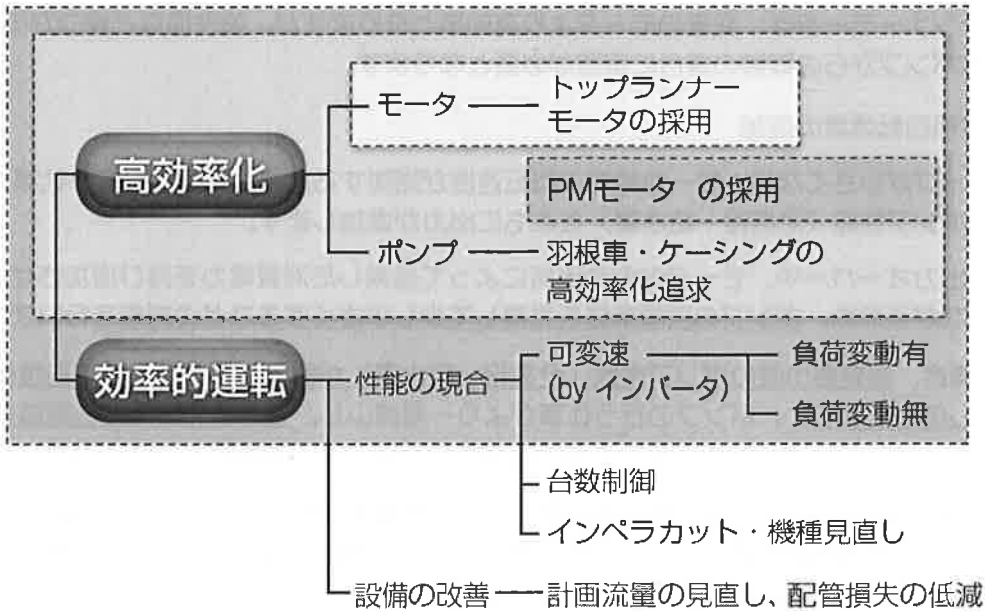 高効率化
モータ
トップランナー
モータの採用
PMモータ の採用
ポンプ
羽根車・ケーシングの
高効率化追求
効率的運転
性能の現合
可変速
(by インバータ)
負荷変動有
負荷変動無
台数制御
インペラカット・機種見直し
設備の改善
計画流量の見直し、配管損失の低減